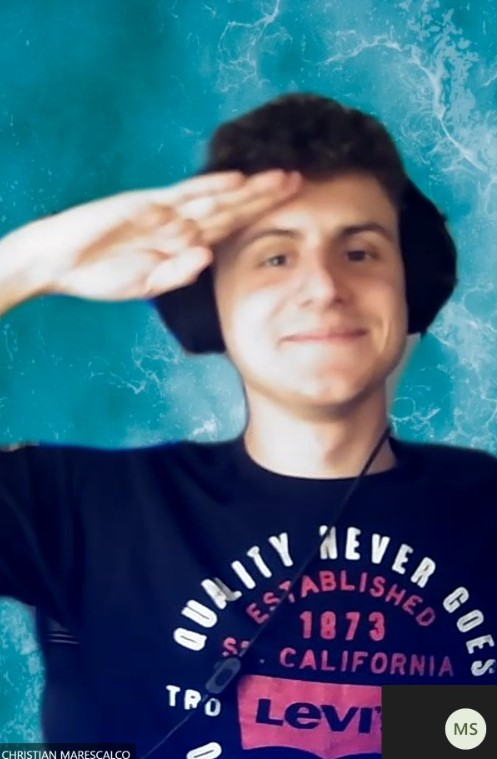 QUALITY NEVER GOES
ESTABLISHED
1873
CALIFORNIA
LEVI'
MS
CHRISTIAN MARESCALCO